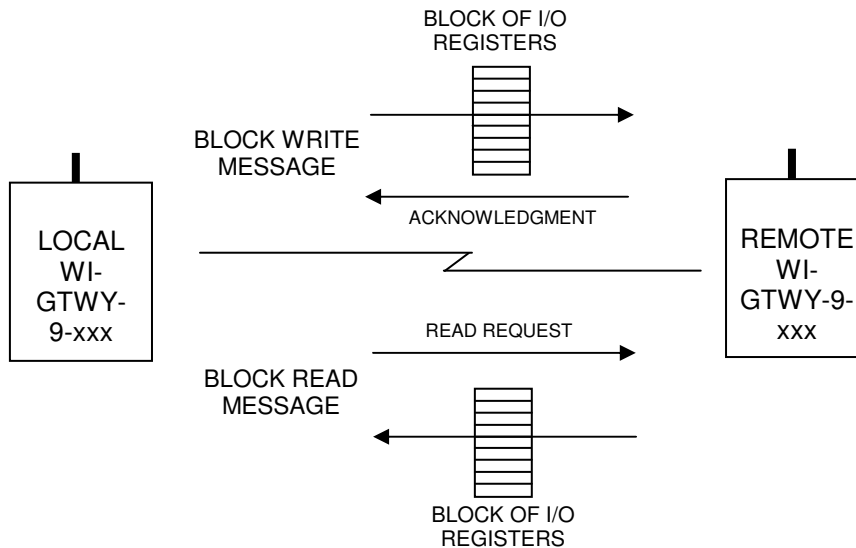 BLOCK OF I/O
REGISTERS
BLOCK WRITE
MESSAGE
ACKNOWLEDGMENT
LOCAL
WI-
GTWY-
9-xxx
REMOTE
WI-
GTWY-9-
xxx
READ REQUEST
BLOCK READ
MESSAGE
BLOCK OF I/O
REGISTERS